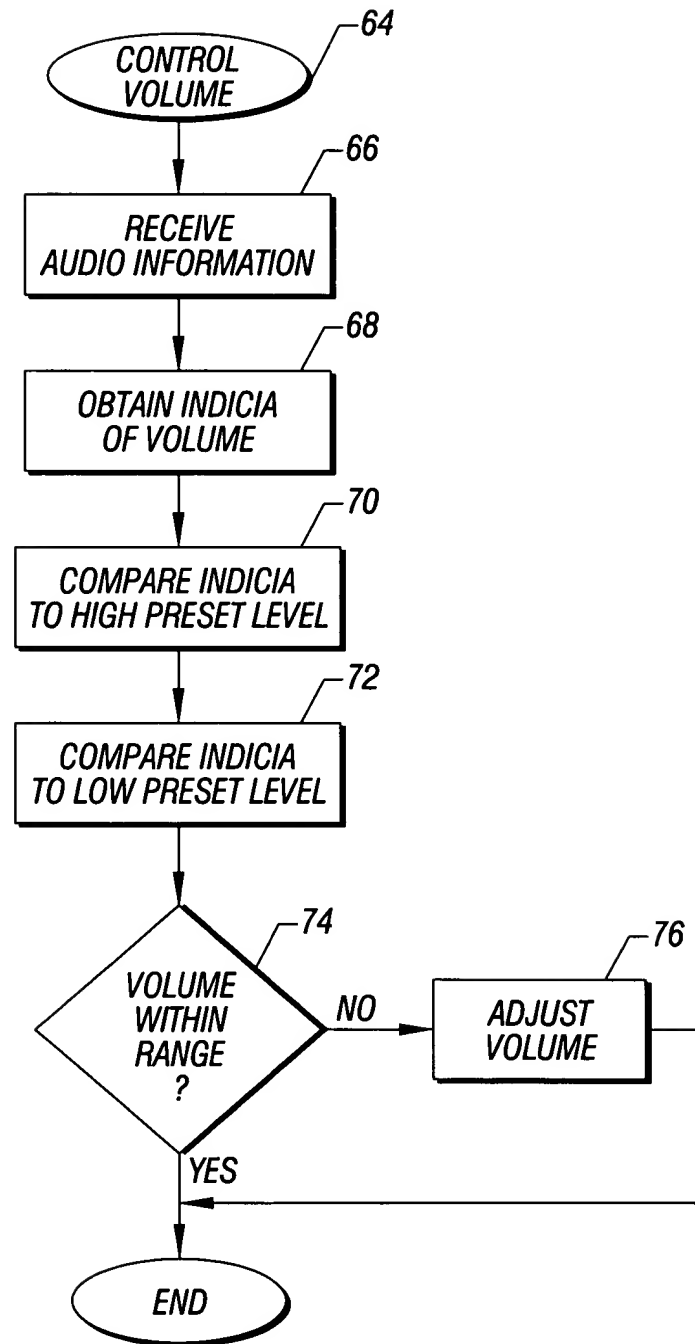 CONTROL
VOLUME
64
66
RECEIVE
AUDIO INFORMATION
68
OBTAIN INDICIA
OF VOLUME
70
COMPARE INDICIA
TO HIGH PRESET LEVEL
72
COMPARE INDICIA
TO LOW PRESET LEVEL
74
VOLUME
WITHIN
RANGE
?
NO
76
ADJUST
VOLUME
YES
END